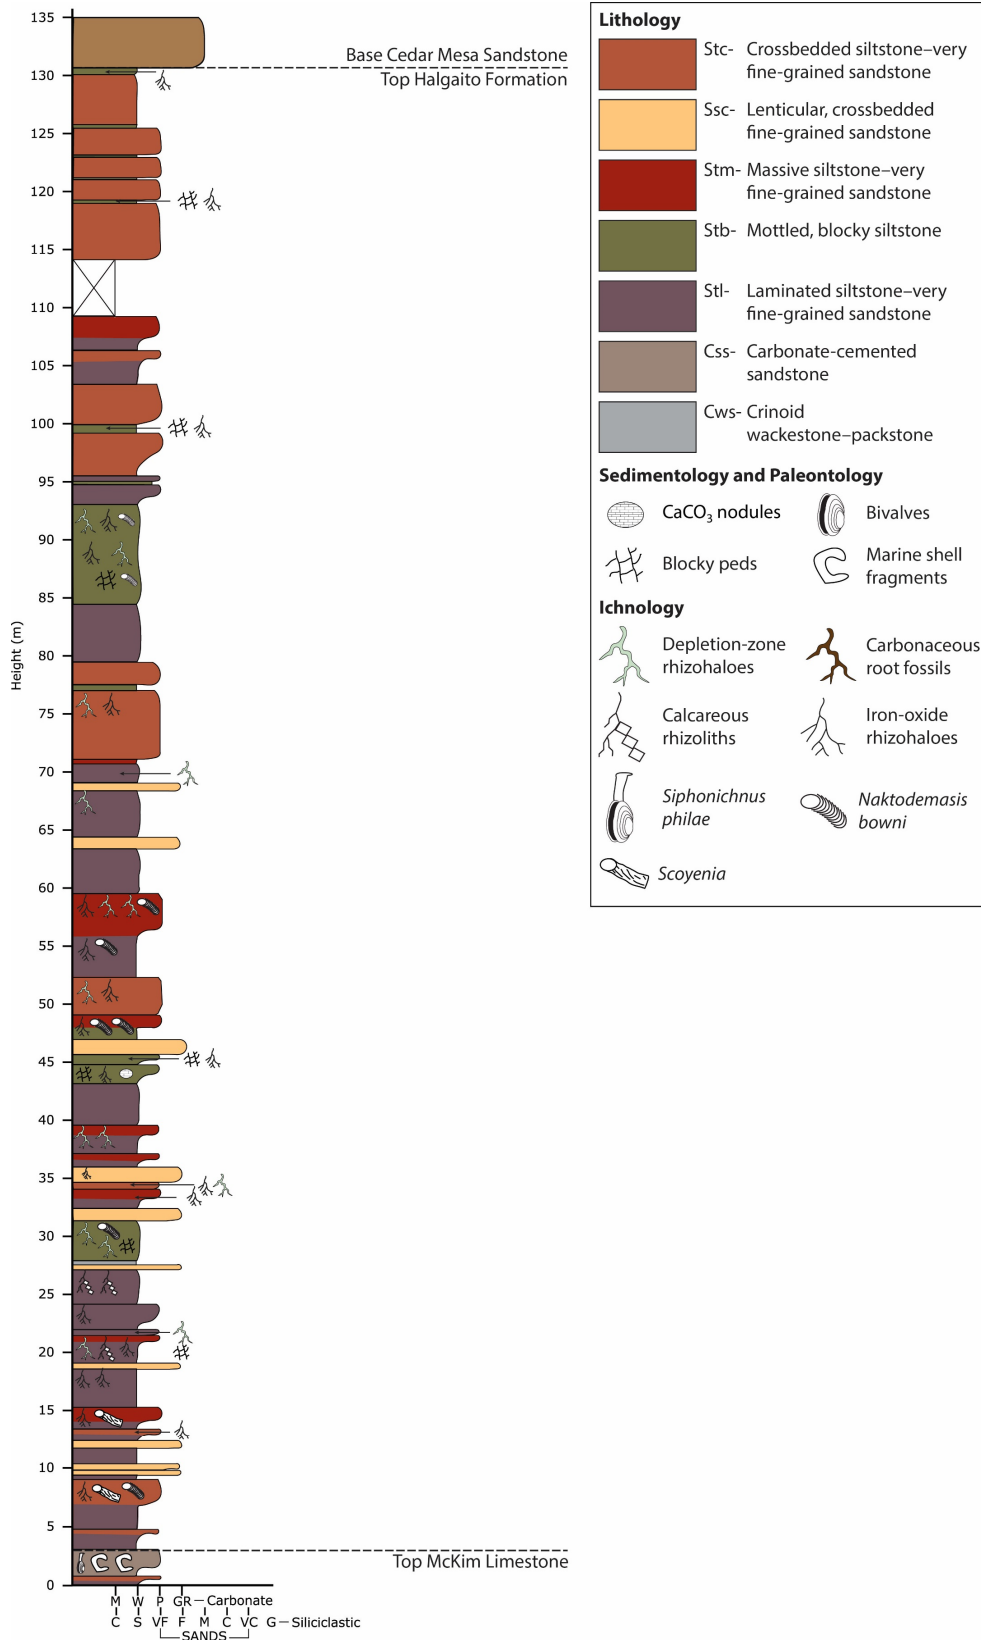 135
130
125
120
115
110
105
100
95
90
85
80
75
70
65
60
55
50
45
40
35
30
25
20
15
10
5
0
Height (m)
Base Cedar Mesa Sandstone
Top Halgaito Formation
Top McKim Limestone
M W P GR – Carbonate
C S VF F M C VC G – Siliciclastic
SANDS
Lithology
Stc- Crossbedded siltstone–very
fine-grained sandstone
Ssc- Lenticular, crossbedded
fine-grained sandstone
Stm- Massive siltstone–very
fine-grained sandstone
Stb- Mottled, blocky siltstone
Stl- Laminated siltstone–very
fine-grained sandstone
Css- Carbonate-cemented
sandstone
Cws- Crinoid
wackestone–packstone
Sedimentology and Paleontology
CaCO₃ nodules
Bivalves
Blocky peds
Marine shell
fragments
Ichnology
Depletion-zone
rhizohaloes
Carbonaceous
root fossils
Calcareous
rhizoliths
Iron-oxide
rhizohaloes
Siphonichnus
philae
Naktodemasis
bowni
Scoyenia